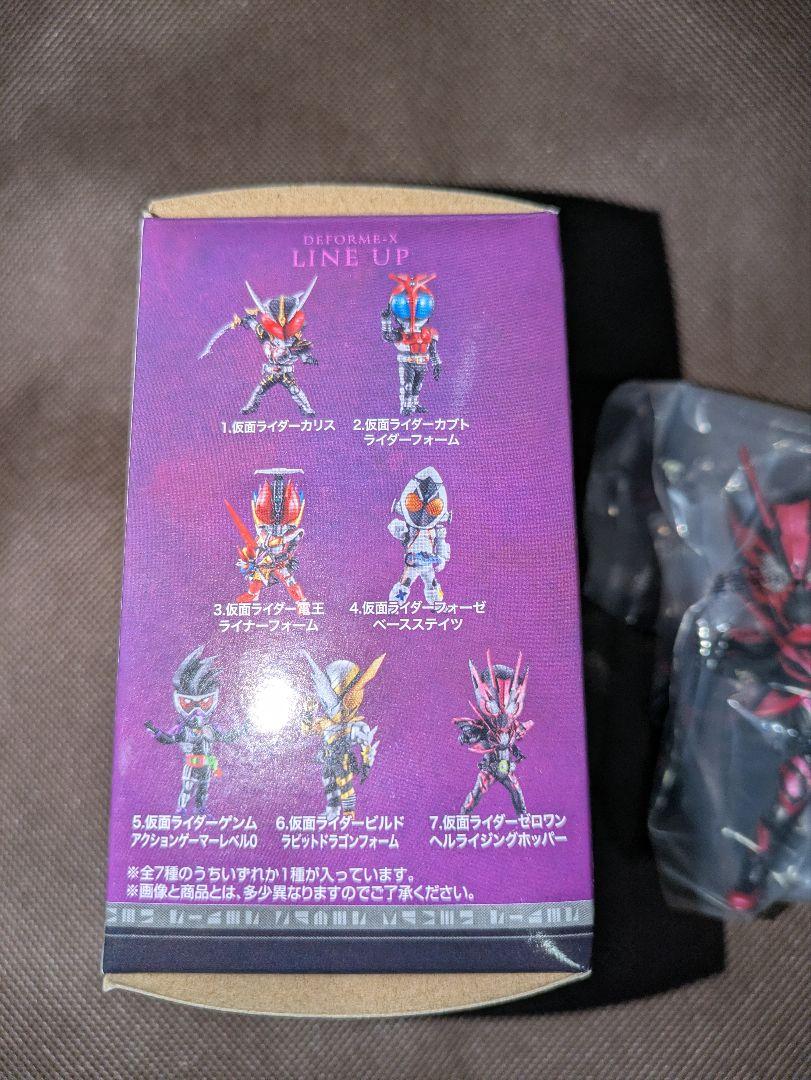 DEFORME-X
LINE UP
1.仮面ライダーカリス
2.仮面ライダーカブト
ライダーフォーム
3.仮面ライダー電王
ライナーフォーム
4.仮面ライダーフォーゼ
ベースステイツ
5.仮面ライダーゲンム
アクションゲーマーレベル0
6.仮面ライダービルド
ラビットドラゴンフォーム
7.仮面ライダーゼロワン
ヘルライジングホッパー
※全7種のうちいずれか1種が入っています。
※画像と商品とは、多少異なりますのでご了承ください。